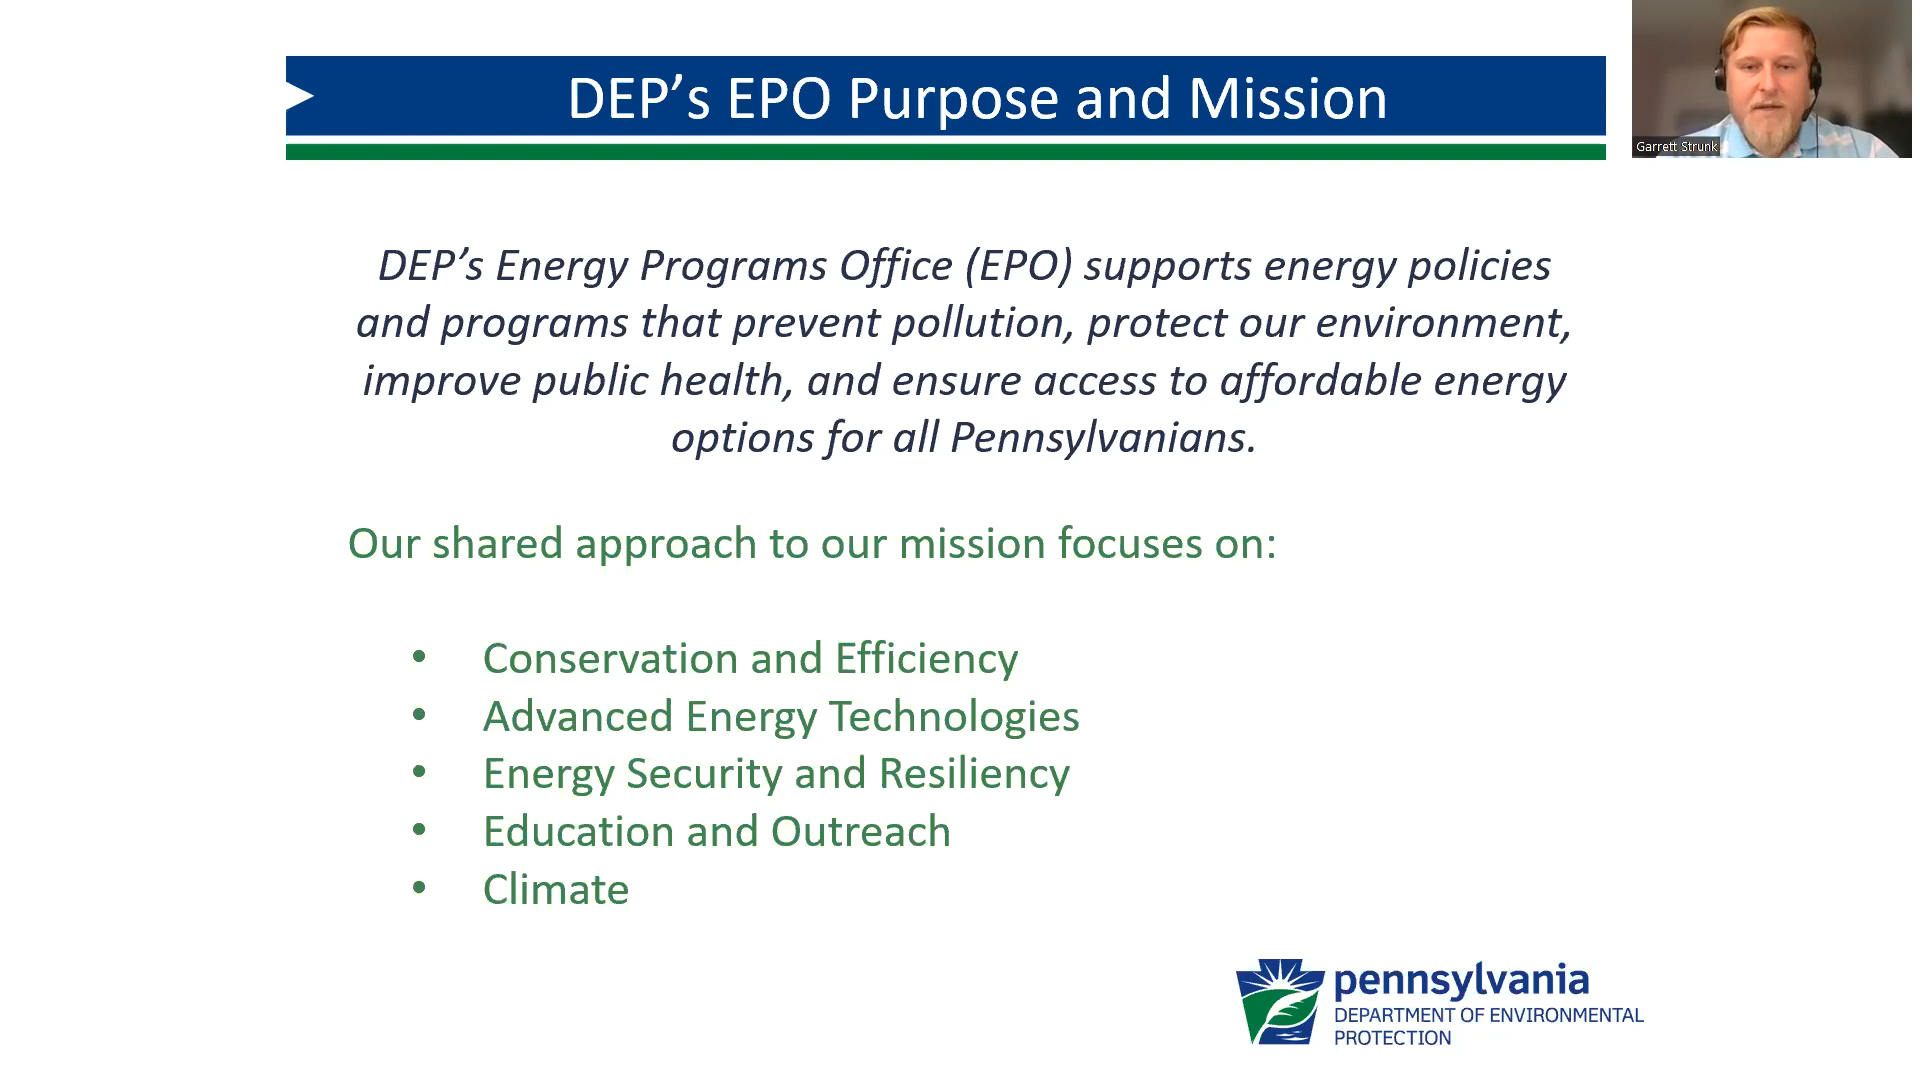 DEP’s EPO Purpose and Mission
Garrett Strunk
DEP’s Energy Programs Office (EPO) supports energy policies
and programs that prevent pollution, protect our environment,
improve public health, and ensure access to affordable energy
options for all Pennsylvanians.
Our shared approach to our mission focuses on:
• Conservation and Efficiency
• Advanced Energy Technologies
• Energy Security and Resiliency
• Education and Outreach
• Climate
pennsylvania
DEPARTMENT OF ENVIRONMENTAL
PROTECTION